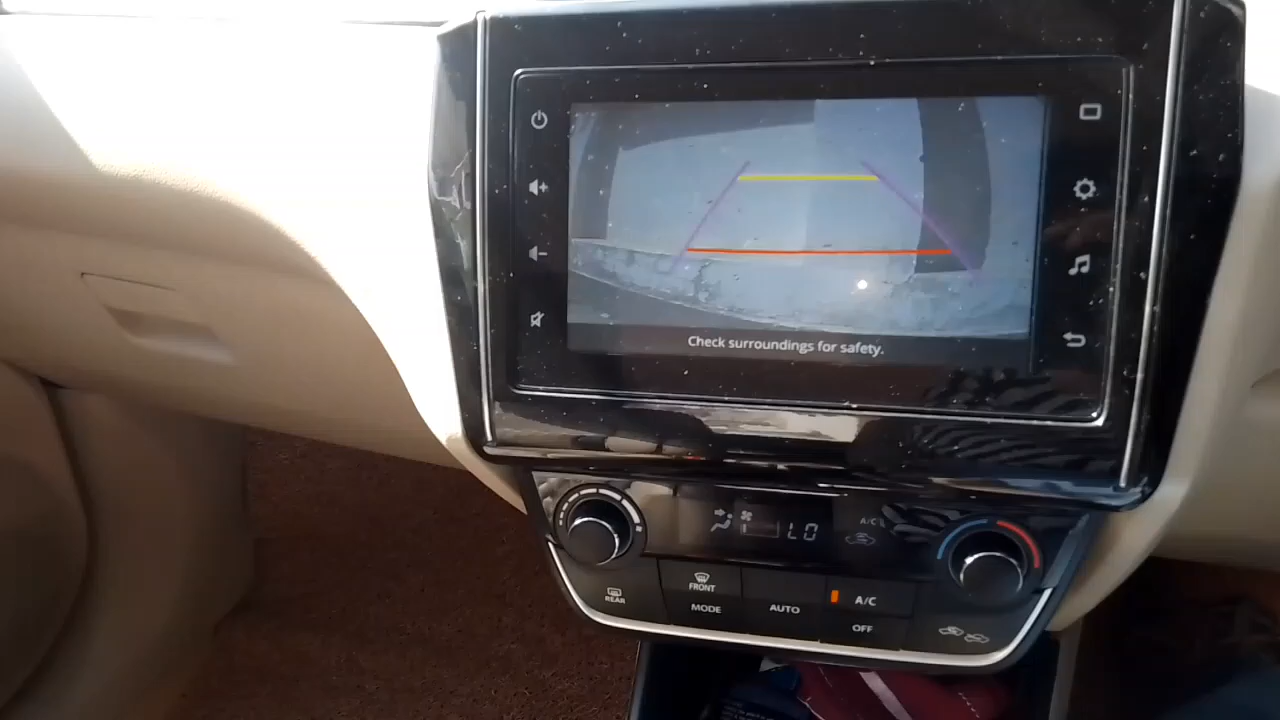 Check surroundings for safety.
LO
A/C
REAR
FRONT
MODE
AUTO
A/C
OFF